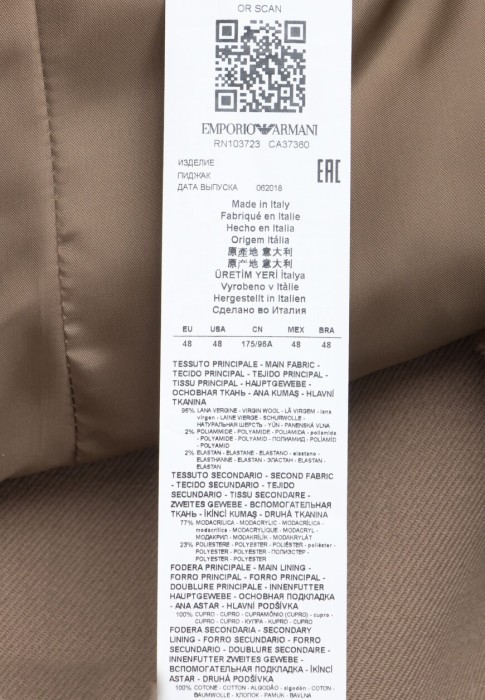 OR SCAN
EMPORIO ARMANI
RN103723 CA37360
ИЗДЕЛИЕ
ПИДЖАК
ДАТА ВЫПУСКА 062018
EAC
Made in Italy
Fabriqué en Italie
Hecho en Italia
Origem Itália
原產地 意大利
原产地 意大利
ÜRETİM YERİ İtalya
Vyrobeno v Itálie
Hergestellt in Italien
Сделано во Италия
EU USA CN MEX BRA
48 48 175/96A 48 48
TESSUTO PRINCIPALE - MAIN FABRIC -
TECIDO PRINCIPAL - TEJIDO PRINCIPAL -
TISSU PRINCIPAL - HAUPTGEWEBE -
ОСНОВНАЯ ТКАНЬ - ANA KUMAŞ - HLAVNÍ
TKANINA
96% LANA VERGINE - VIRGIN WOOL - LÃ VIRGEM - lana
virgen - LAINE VIERGE - SCHURWOLLE -
НАТУРАЛЬНАЯ ШЕРСТЬ - YÜN - PANENSKÁ VLNA
2% POLIAMMIDE - POLYAMIDE - POLIAMIDA - poliamida
- POLYAMIDE - POLYAMID - ПОЛИАМИД - POLİAMİD
- POLYAMID
2% ELASTAN - ELASTANE - ELASTANO - elastano -
ELASTHANNE - ELASTAN - ЭЛАСТАН - ELASTAN -
ELASTAN
TESSUTO SECONDARIO - SECOND FABRIC
- TECIDO SECUNDARIO - TEJIDO
SECUNDARIO - TISSU SECONDAIRE -
ZWEITES GEWEBE - ВСПОМОГАТЕЛЬНАЯ
ТКАНЬ - İKİNCİ KUMAŞ - DRUHÁ TKANINA
77% MODACRILICA - MODACRYLIC - MODACRÍLICO -
modacrílica - MODACRYLIQUE - MODACRYL -
МОДАКРИЛ - MODAKRİLİK - MODAKRYLÁT
23% POLIESTERE - POLYESTER - POLIÉSTER - poliéster -
POLYESTER - POLYESTER - ПОЛИЭСТЕР -
POLYESTER - POLYESTER
FODERA PRINCIPALE - MAIN LINING -
FORRO PRINCIPAL - FORRO PRINCIPAL -
DOUBLURE PRINCIPALE - INNENFUTTER
HAUPTGEWEBE - ОСНОВНАЯ ПОДКЛАДКА
- ANA ASTAR - HLAVNÍ PODŠÍVKA
100% CUPRO - CUPRO - CUPRAMÔNIO (CUPRO) - cupro -
CUPRO - CUPRO - КУПРА - KUPRO - CUPRO
FODERA SECONDARIA - SECONDARY
LINING - FORRO SECUNDARIO - FORRO
SECUNDARIO - DOUBLURE SECONDAIRE -
INNENFUTTER ZWEITES GEWEBE -
ВСПОМОГАТЕЛЬНАЯ ПОДКЛАДКА - İKİNCİ
ASTAR - DRUHÁ PODŠÍVKA
100% COTONE - COTTON - ALGODÃO - algodón - COTON
- BAUMWOLLE - ХЛОПОК - PAMUK - BAVLNA